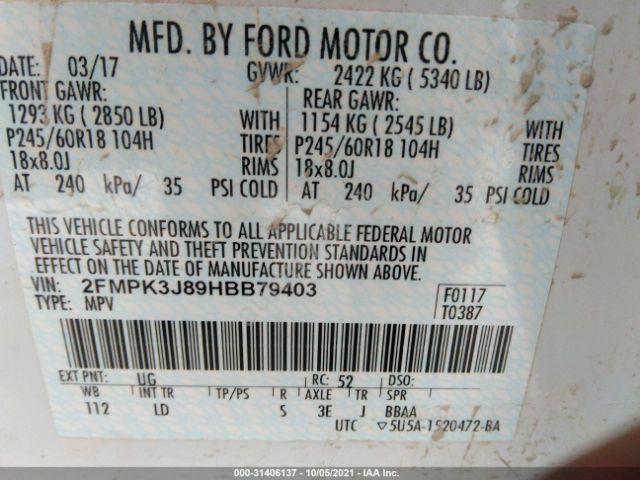 MFD. BY FORD MOTOR CO.
DATE: 03/17 GVWR: 2422 KG ( 5340 LB)
FRONT GAWR: REAR GAWR:
1293 KG ( 2850 LB) WITH 1154 KG ( 2545 LB) WITH
P245/60R18 104H TIRES P245/60R18 104H TIRES
18x8.0J RIMS 18x8.0J RIMS
AT 240 kPa/ 35 PSI COLD AT 240 kPa/ 35 PSI COLD
THIS VEHICLE CONFORMS TO ALL APPLICABLE FEDERAL MOTOR
VEHICLE SAFETY AND THEFT PREVENTION STANDARDS IN
EFFECT ON THE DATE OF MANUFACTURE SHOWN ABOVE.
VIN: 2FMPK3J89HBB79403 F0117
TYPE: MPV T0387
EXT PNT: UG RC: 52 DSO:
WB INT TR TP/PS R AXLE TR SPR
112 LD S 3E J BBAA
UTC 5U5A-1520472-BA
000-31406137 - 10/05/2021 - IAA Inc.